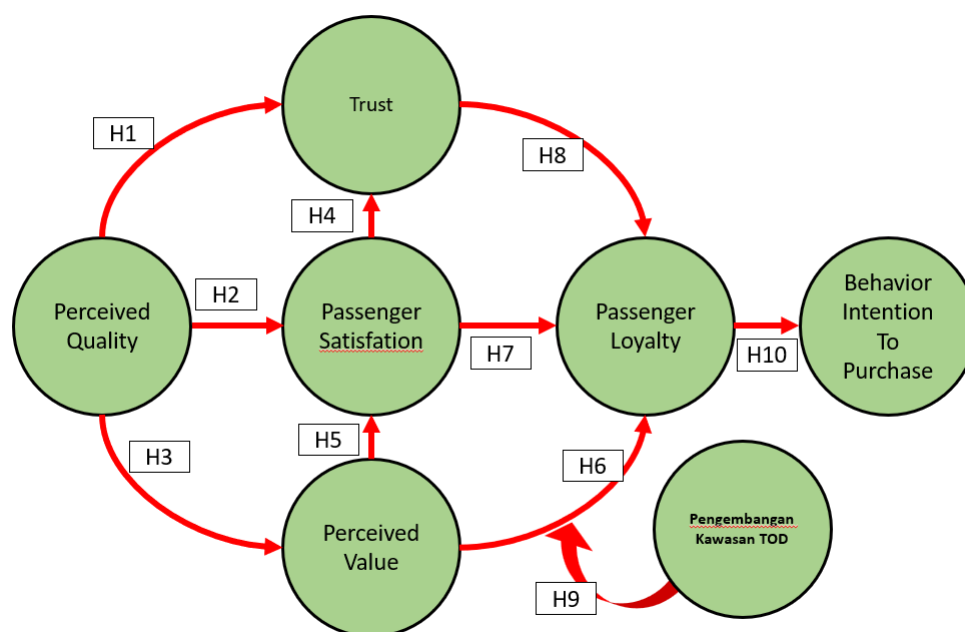 Trust
H1
H8
H4
Perceived
Quality
H2
Passenger
Satisfation
H7
Passenger
Loyalty
H10
Behavior
Intention
To
Purchase
H3
H5
H6
Perceived
Value
Pengembangan
Kawasan TOD
H9